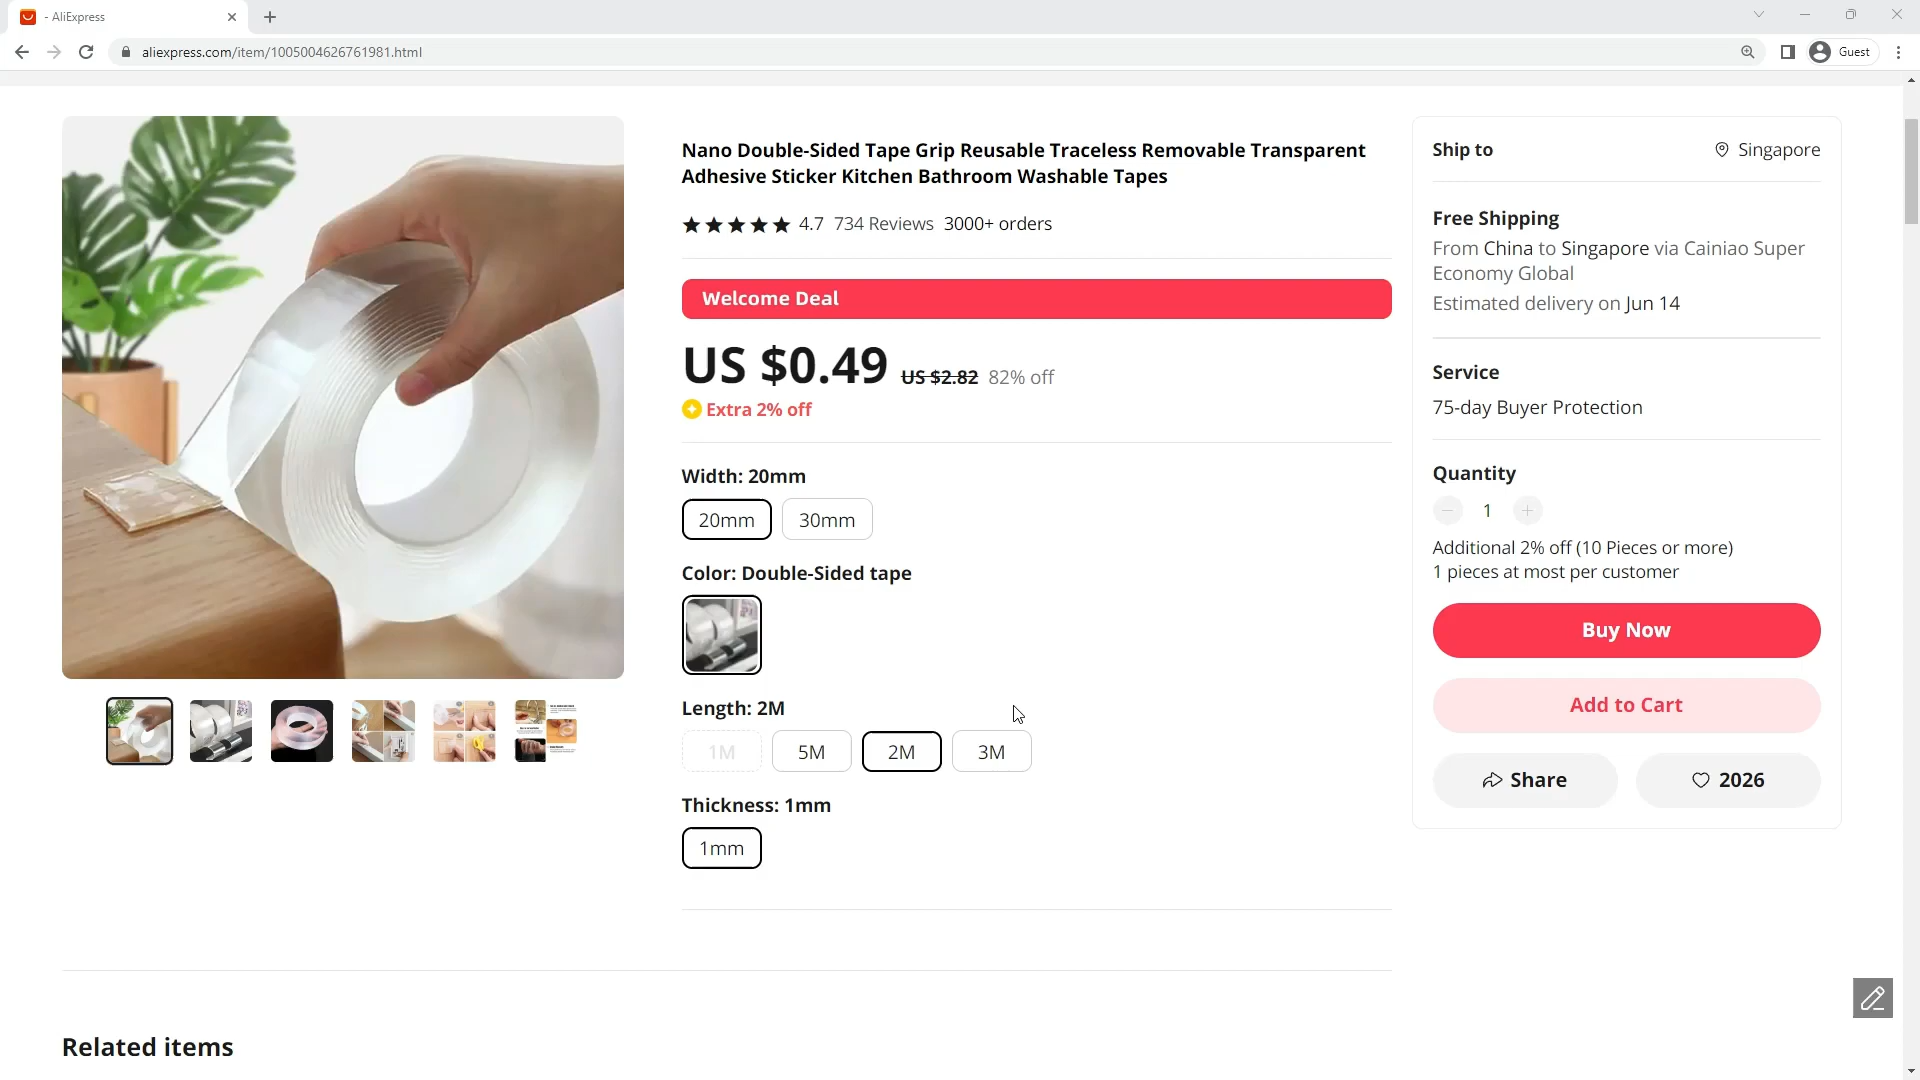 - AliExpress
aliexpress.com/item/1005004626761981.html
Guest
Nano Double-Sided Tape Grip Reusable Traceless Removable Transparent
Adhesive Sticker Kitchen Bathroom Washable Tapes
4.7 734 Reviews 3000+ orders
Welcome Deal
US $0.49 US $2.82 82% off
Extra 2% off
Width: 20mm
20mm 30mm
Color: Double-Sided tape
Length: 2M
1M 5M 2M 3M
Thickness: 1mm
1mm
Ship to Singapore
Free Shipping
From China to Singapore via Cainiao Super
Economy Global
Estimated delivery on Jun 14
Service
75-day Buyer Protection
Quantity
1
Additional 2% off (10 Pieces or more)
1 pieces at most per customer
Buy Now
Add to Cart
Share 2026
Related items